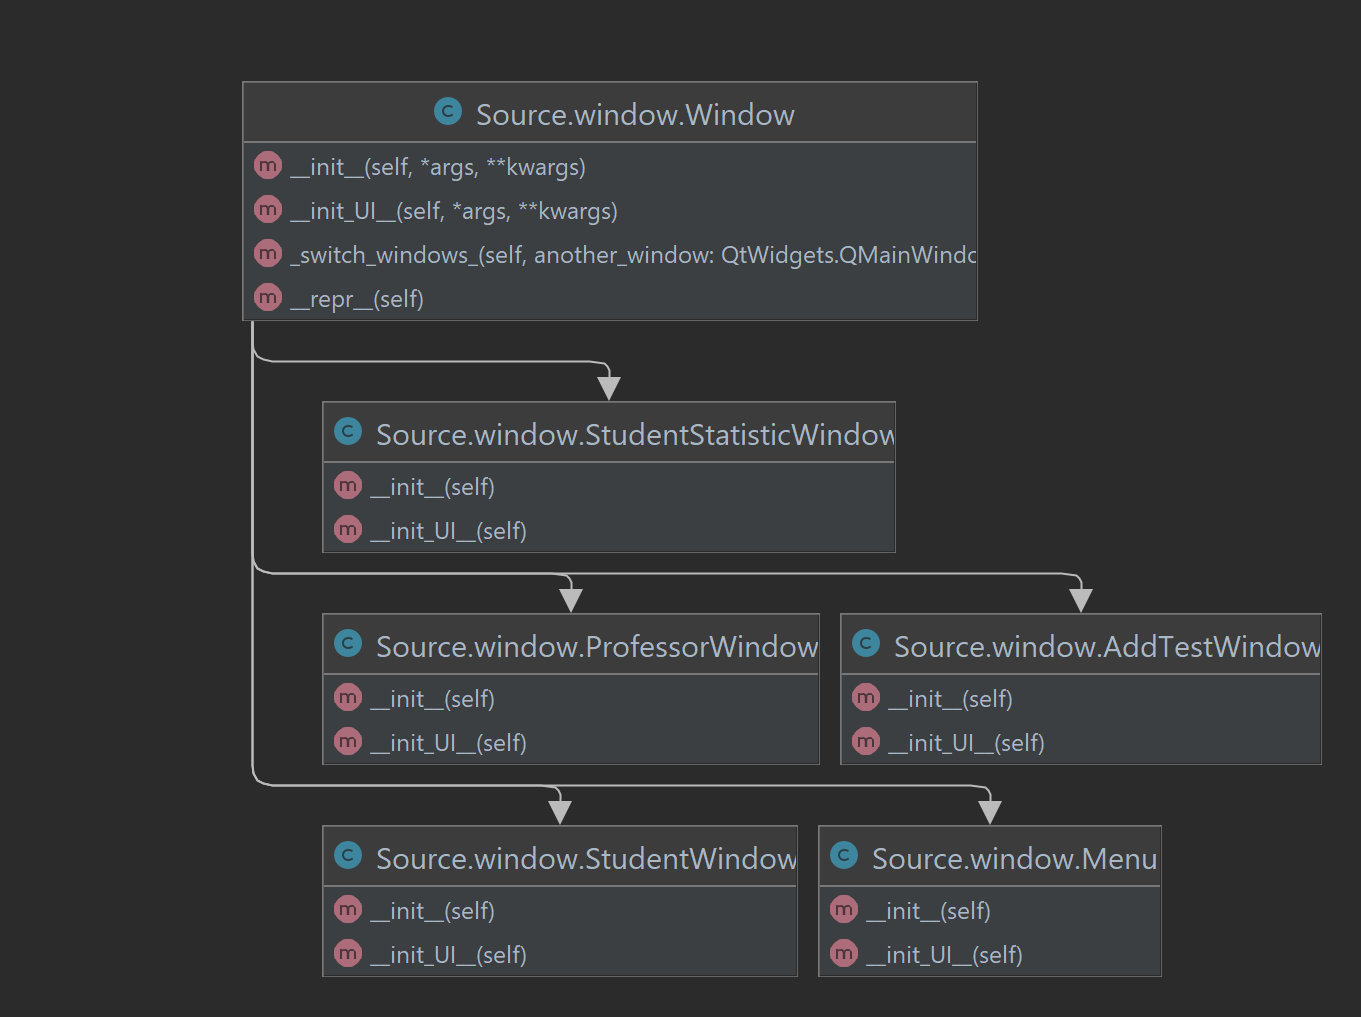 C Source.window.Window
m __init__(self, *args, **kwargs)
m __init_UI__(self, *args, **kwargs)
m _switch_windows_(self, another_window: QtWidgets.QMainWindo
m __repr__(self)
C Source.window.StudentStatisticWindow
m __init__(self)
m __init_UI__(self)
C Source.window.ProfessorWindow
m __init__(self)
m __init_UI__(self)
C Source.window.AddTestWindow
m __init__(self)
m __init_UI__(self)
C Source.window.StudentWindow
m __init__(self)
m __init_UI__(self)
C Source.window.Menu
m __init__(self)
m __init_UI__(self)